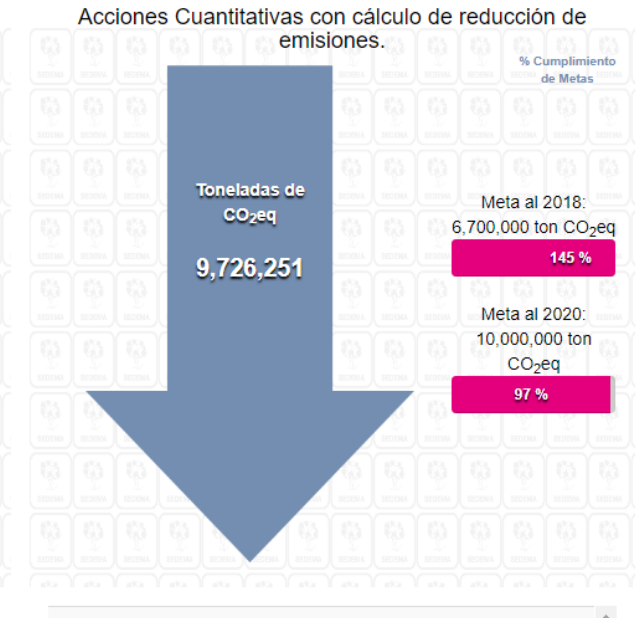 Acciones Cuantitativas con cálculo de reducción de
emisiones.
% Cumplimiento
de Metas
Toneladas de
CO₂eq
9,726,251
Meta al 2018:
6,700,000 ton CO₂eq
145 %
Meta al 2020:
10,000,000 ton
CO₂eq
97 %